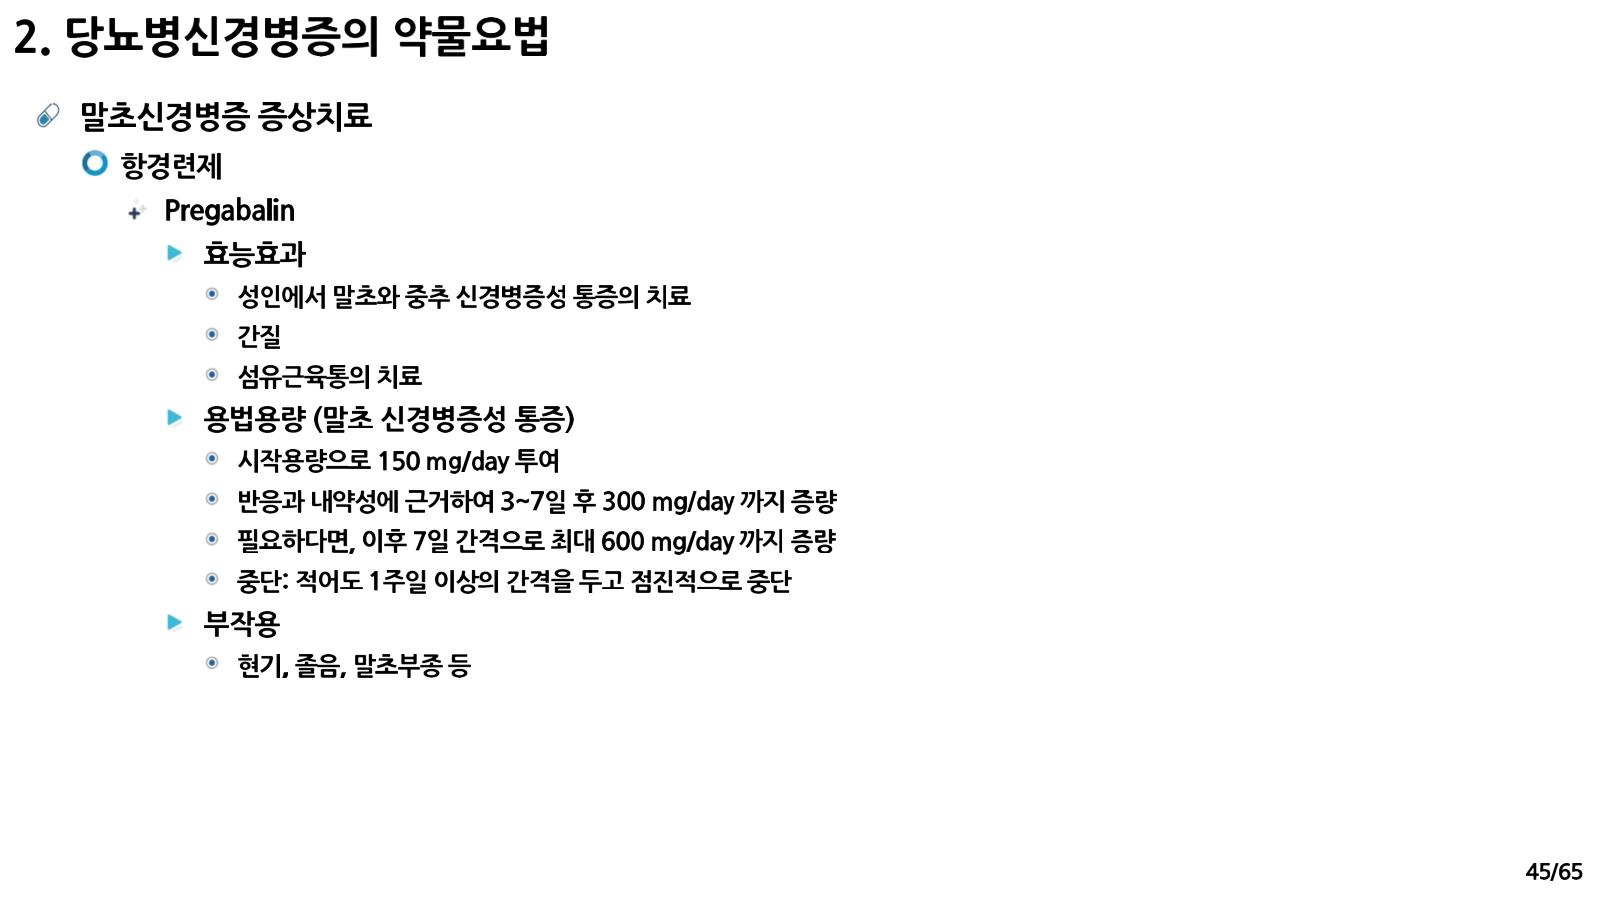 2. 당뇨병신경병증의 약물요법
말초신경병증 증상치료
항경련제
Pregabalin
효능효과
성인에서 말초와 중추 신경병증성 통증의 치료
간질
섬유근육통의 치료
용법용량 (말초 신경병증성 통증)
시작용량으로 150 mg/day 투여
반응과 내약성에 근거하여 3~7일 후 300 mg/day 까지 증량
필요하다면, 이후 7일 간격으로 최대 600 mg/day 까지 증량
중단: 적어도 1주일 이상의 간격을 두고 점진적으로 중단
부작용
현기, 졸음, 말초부종 등
45/65